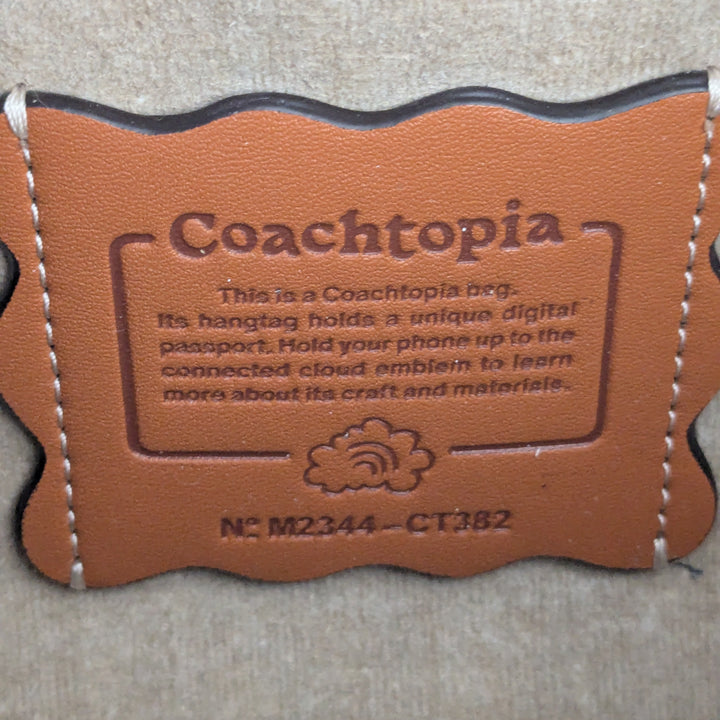 Coachtopia
This is a Coachtopia bag.
Its hangtag holds a unique digital
passport. Hold your phone up to the
connected cloud emblem to learn
more about its craft and materials.
Nº M2344-CT382